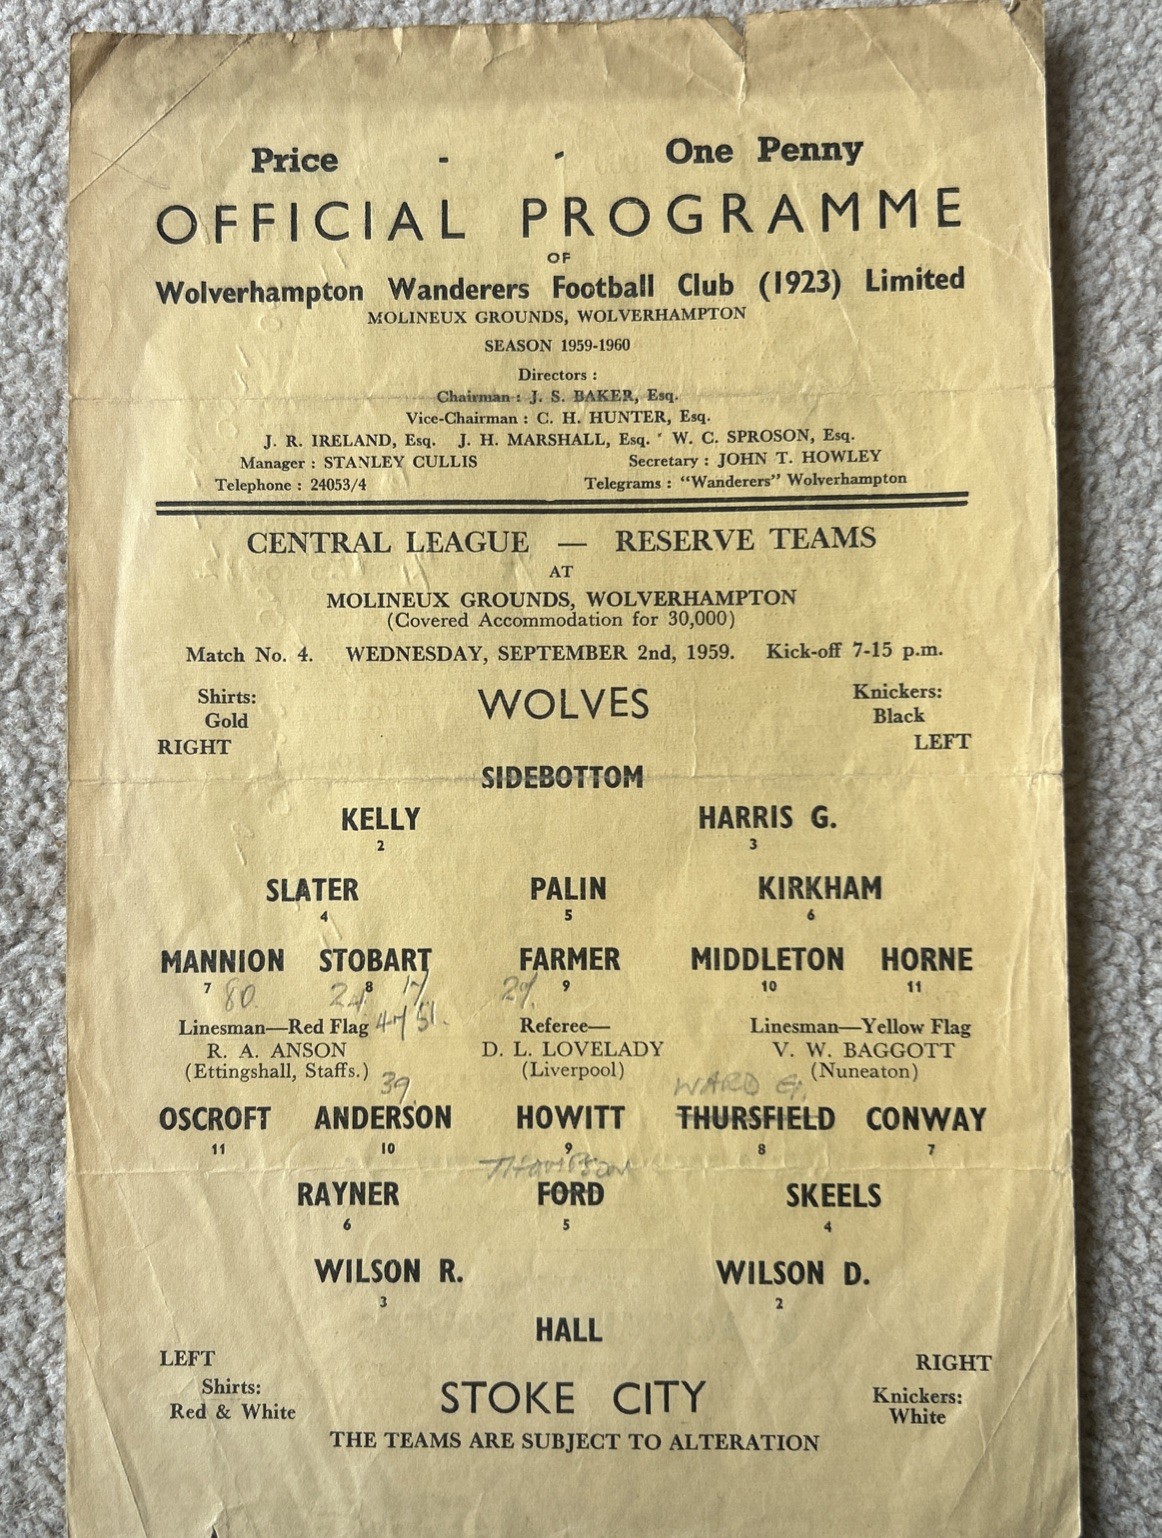 Price - - One Penny
OFFICIAL PROGRAMME
OF
Wolverhampton Wanderers Football Club (1923) Limited
MOLINEUX GROUNDS, WOLVERHAMPTON
SEASON 1959-1960
Directors :
Chairman : J. S. BAKER, Esq.
Vice-Chairman : C. H. HUNTER, Esq.
J. R. IRELAND, Esq. J. H. MARSHALL, Esq. W. C. SPROSON, Esq.
Manager : STANLEY CULLIS Secretary : JOHN T. HOWLEY
Telephone : 24053/4 Telegrams : "Wanderers" Wolverhampton
CENTRAL LEAGUE — RESERVE TEAMS
AT
MOLINEUX GROUNDS, WOLVERHAMPTON
(Covered Accommodation for 30,000)
Match No. 4. WEDNESDAY, SEPTEMBER 2nd, 1959. Kick-off 7-15 p.m.
Shirts: WOLVES Knickers:
Gold Black
RIGHT LEFT
SIDEBOTTOM
KELLY HARRIS G.
2 3
SLATER PALIN KIRKHAM
4 5 6
MANNION STOBART FARMER MIDDLETON HORNE
7 8 9 10 11
80
Linesman—Red Flag Referee— Linesman—Yellow Flag
R. A. ANSON D. L. LOVELADY V. W. BAGGOTT
(Ettingshall, Staffs.) (Liverpool) (Nuneaton)
39 WARD G.
OSCROFT ANDERSON HOWITT THURSFIELD CONWAY
11 10 9 8 7
THOMPSON
RAYNER FORD SKEELS
6 5 4
WILSON R. WILSON D.
3 2
HALL
LEFT RIGHT
Shirts: STOKE CITY Knickers:
Red & White White
THE TEAMS ARE SUBJECT TO ALTERATION